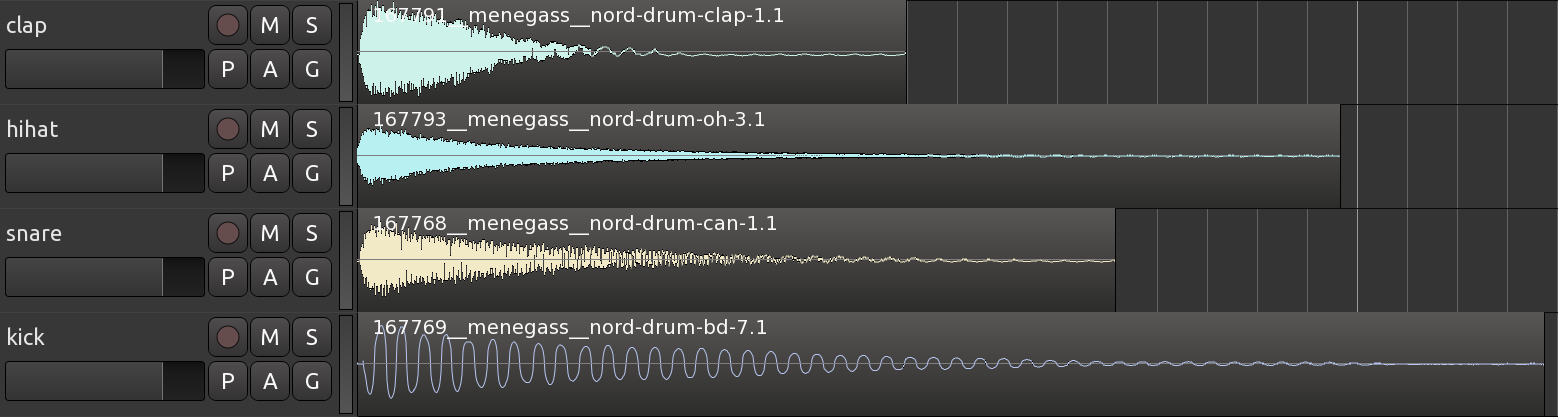 clap M S 167791__menegass__nord-drum-clap-1.1
P A G
hihat M S 167793__menegass__nord-drum-oh-3.1
P A G
snare M S 167768__menegass__nord-drum-can-1.1
P A G
kick M S 167769__menegass__nord-drum-bd-7.1
P A G